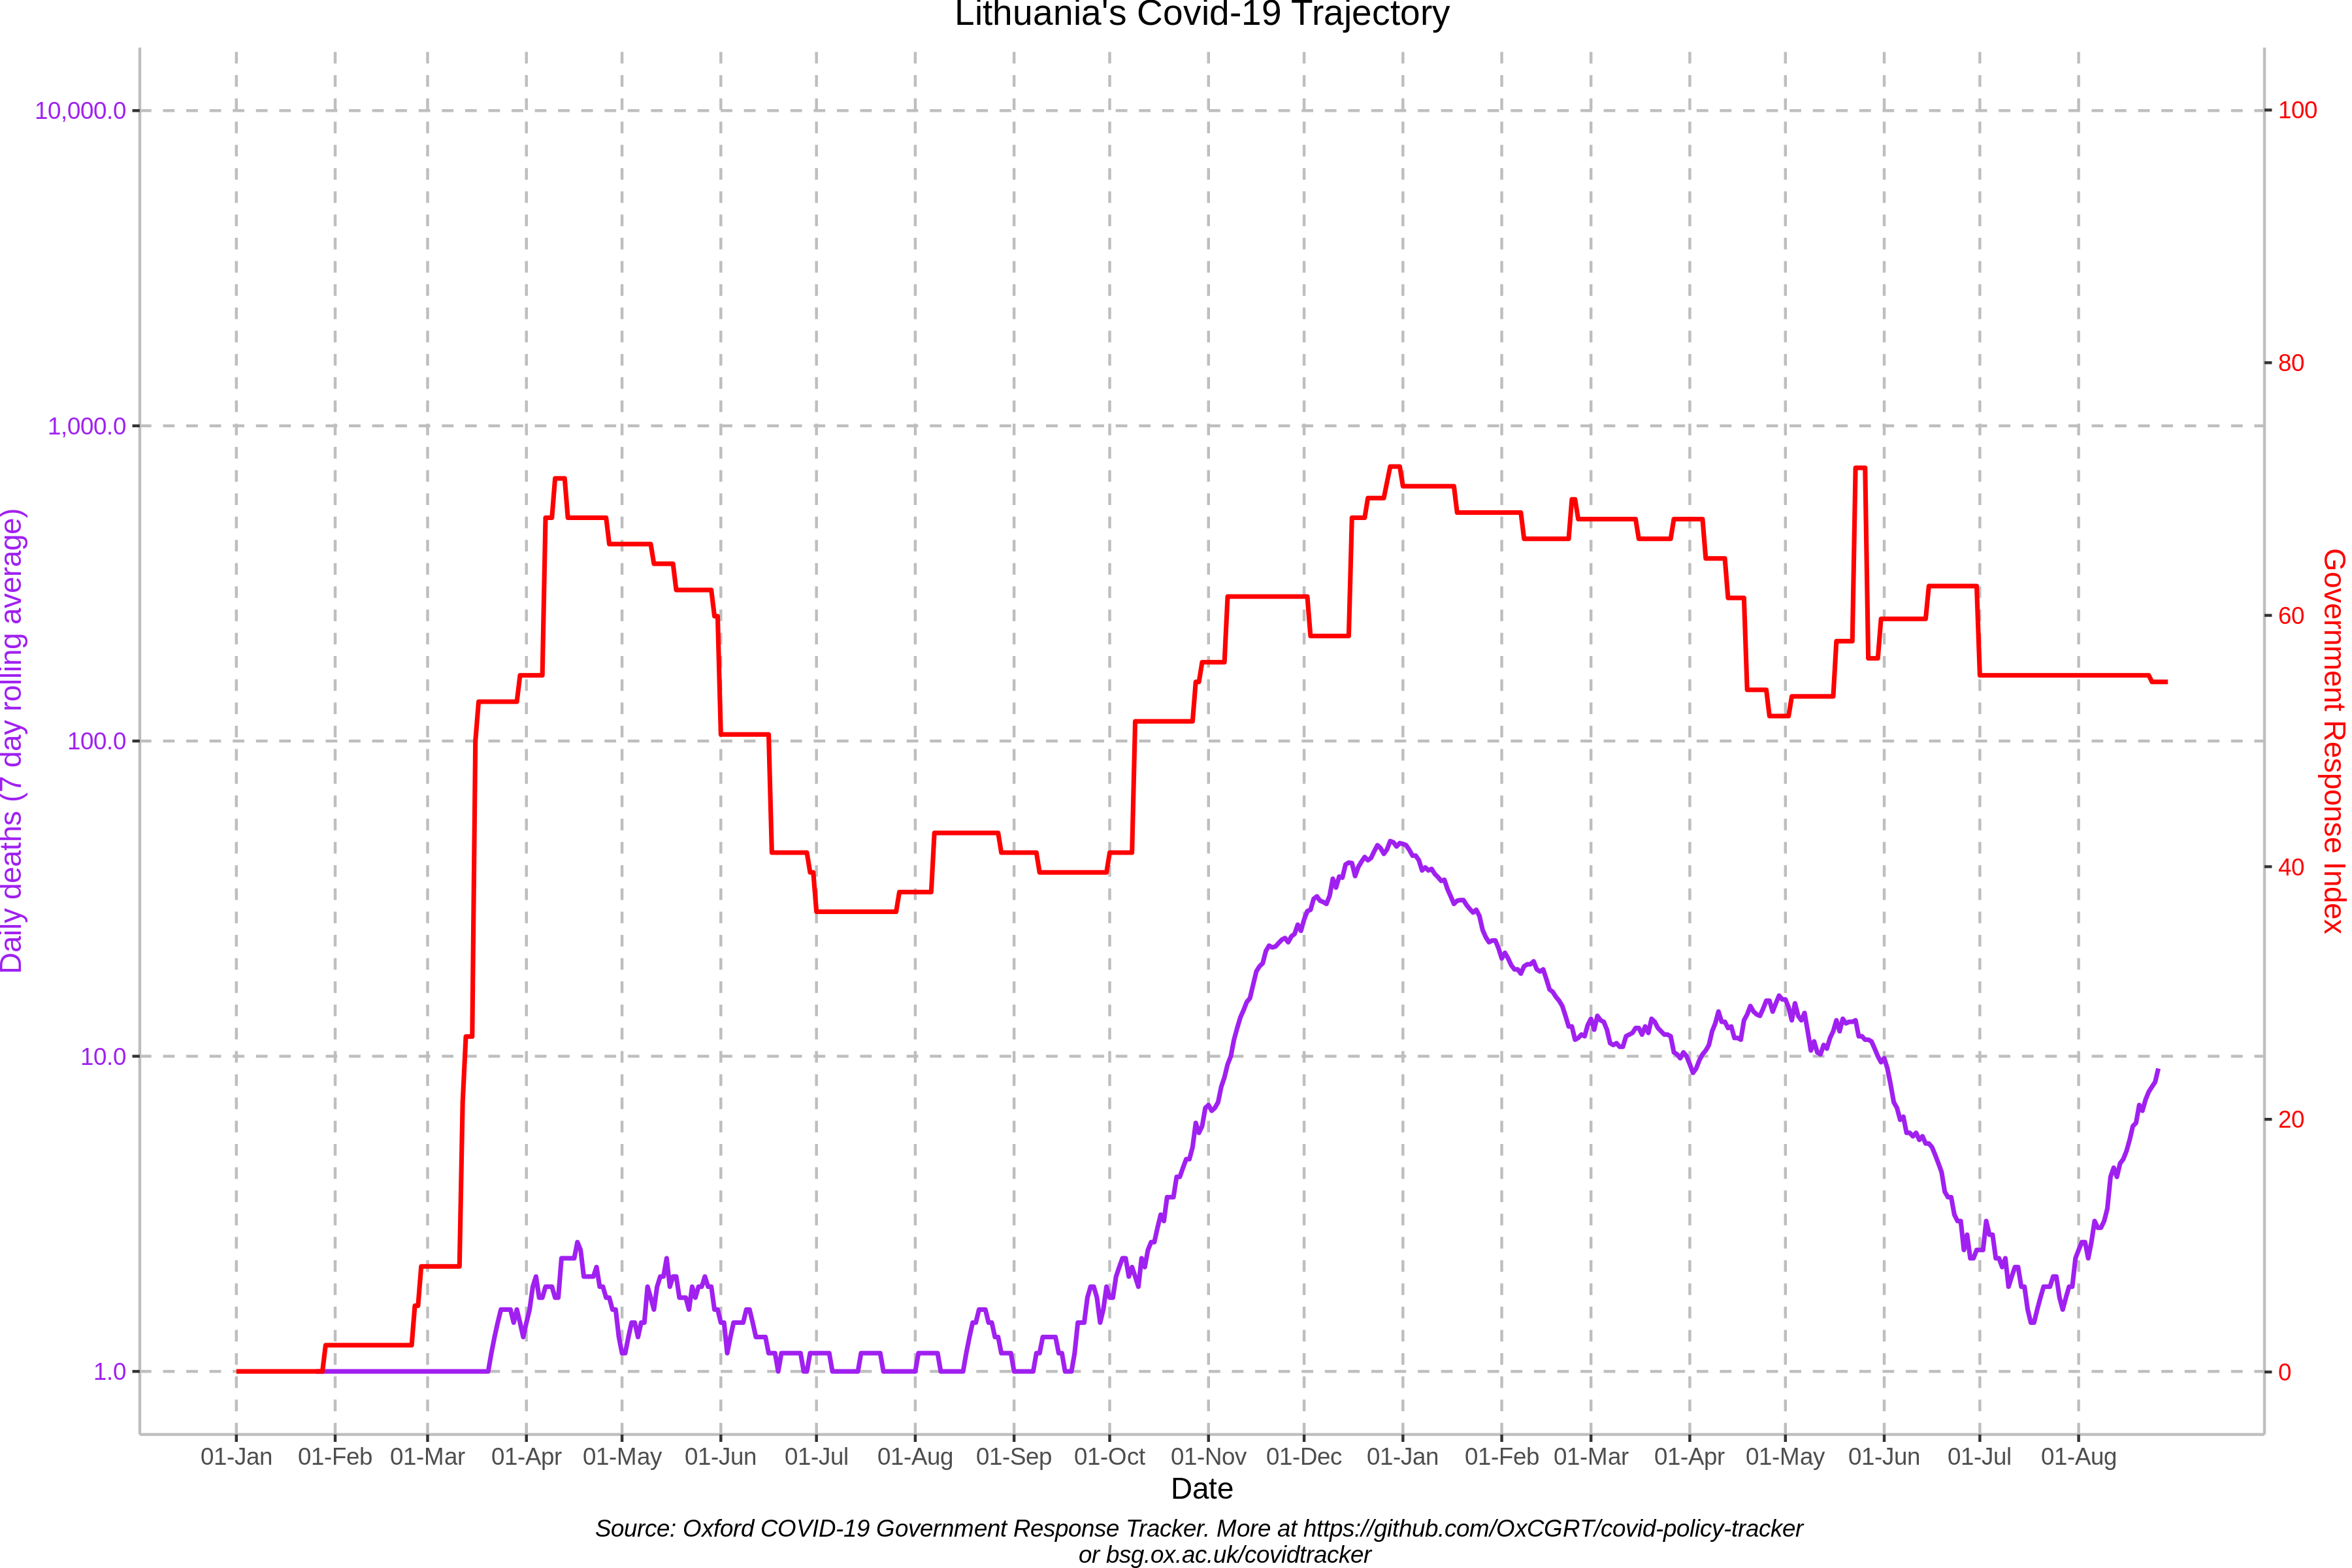 Lithuania's Covid-19 Trajectory
10,000.0
1,000.0
100.0
10.0
1.0
Daily deaths (7 day rolling average)
100
80
60
40
20
0
Government Response Index
01-Jan 01-Feb 01-Mar 01-Apr 01-May 01-Jun 01-Jul 01-Aug 01-Sep 01-Oct 01-Nov 01-Dec 01-Jan 01-Feb 01-Mar 01-Apr 01-May 01-Jun 01-Jul 01-Aug
Date
Source: Oxford COVID-19 Government Response Tracker. More at https://github.com/OxCGRT/covid-policy-tracker
or bsg.ox.ac.uk/covidtracker